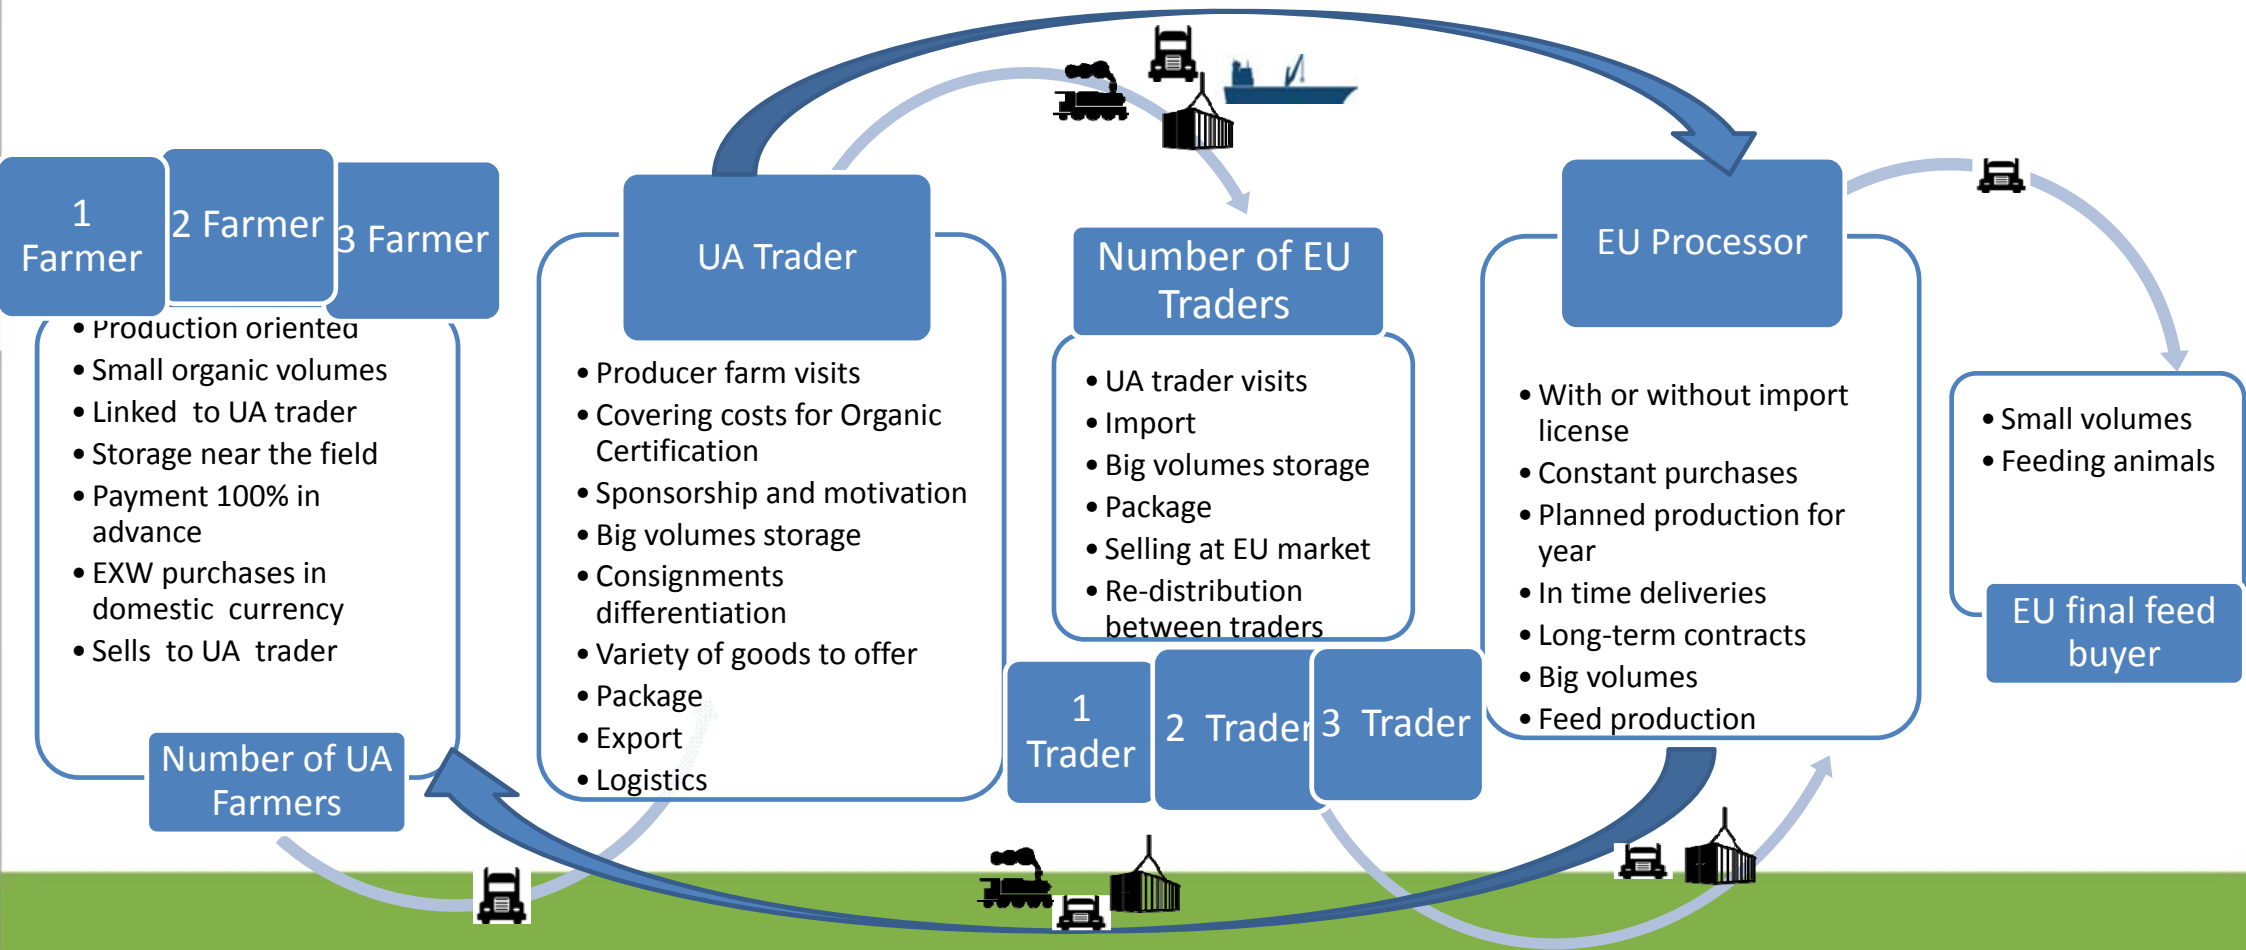 1
Farmer
2 Farmer
3 Farmer
• Production oriented
• Small organic volumes
• Linked to UA trader
• Storage near the field
• Payment 100% in
advance
• EXW purchases in
domestic currency
• Sells to UA trader
Number of UA
Farmers
UA Trader
• Producer farm visits
• Covering costs for Organic
Certification
• Sponsorship and motivation
• Big volumes storage
• Consignments
differentiation
• Variety of goods to offer
• Package
• Export
• Logistics
Number of EU
Traders
• UA trader visits
• Import
• Big volumes storage
• Package
• Selling at EU market
• Re-distribution
between traders
1
Trader
2 Trader
3 Trader
EU Processor
• With or without import
license
• Constant purchases
• Planned production for
year
• In time deliveries
• Long-term contracts
• Big volumes
• Feed production
• Small volumes
• Feeding animals
EU final feed
buyer